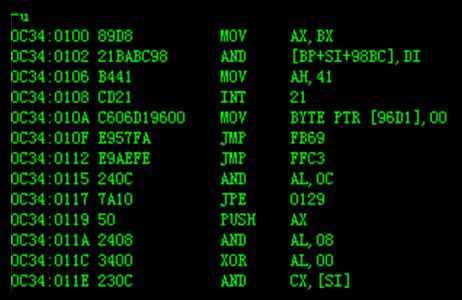 -u
0C34:0100 89D8 MOV AX,BX
0C34:0102 21BABC98 AND [BP+SI+98BC],DI
0C34:0106 B441 MOV AH,41
0C34:0108 CD21 INT 21
0C34:010A C606D19600 MOV BYTE PTR [96D1],00
0C34:010F E957FA JMP FB69
0C34:0112 E9AEFE JMP FFC3
0C34:0115 240C AND AL,0C
0C34:0117 7A10 JPE 0129
0C34:0119 50 PUSH AX
0C34:011A 2408 AND AL,08
0C34:011C 3400 XOR AL,00
0C34:011E 230C AND CX,[SI]